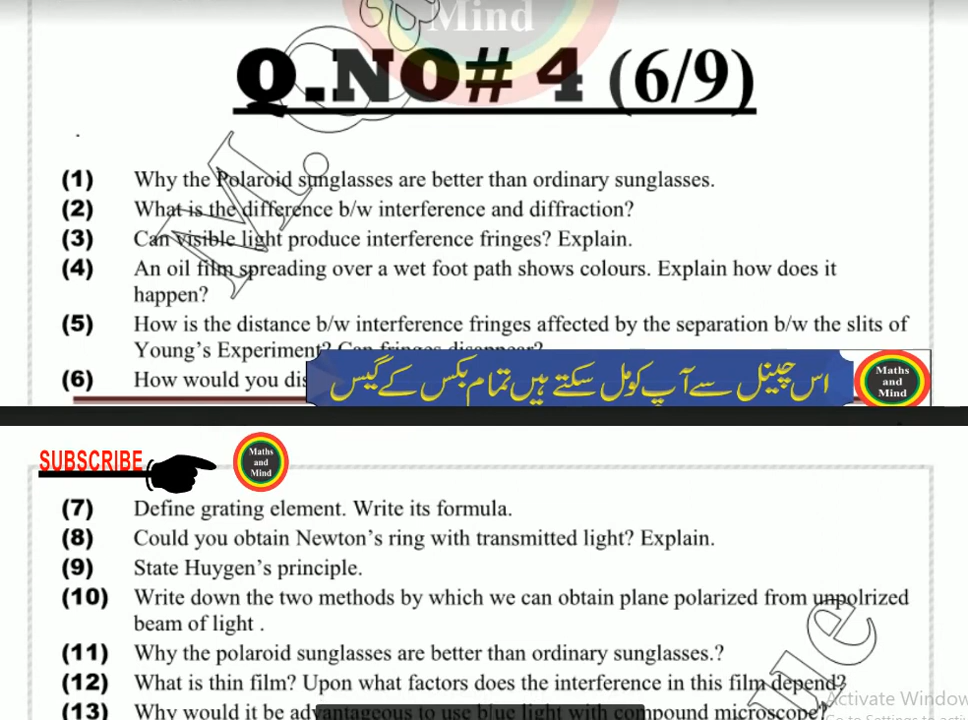 Mind
Q.NO# 4 (6/9)
(1) Why the Polaroid sunglasses are better than ordinary sunglasses.
(2) What is the difference b/w interference and diffraction?
(3) Can visible light produce interference fringes? Explain.
(4) An oil film spreading over a wet foot path shows colours. Explain how does it
happen?
(5) How is the distance b/w interference fringes affected by the separation b/w the slits of
Young's Experiment? Can fringes disappear?
(6) How would you dis
اس چینل سے آپ کو مل سکتے ہیں تمام بکس کے گیس
Maths
and
Mind
SUBSCRIBE
Maths
and
Mind
(7) Define grating element. Write its formula.
(8) Could you obtain Newton's ring with transmitted light? Explain.
(9) State Huygen's principle.
(10) Write down the two methods by which we can obtain plane polarized from unpolrized
beam of light .
(11) Why the polaroid sunglasses are better than ordinary sunglasses.?
(12) What is thin film? Upon what factors does the interference in this film depend?
(13) Why would it be advantageous to use blue light with compound microscope?
Activate Window